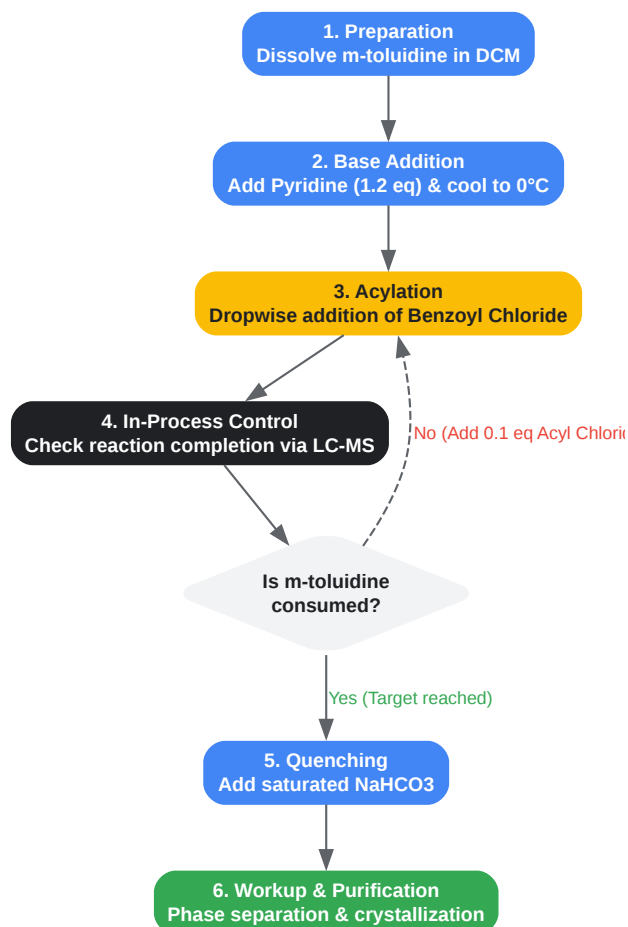 1. Preparation
Dissolve m-toluidine in DCM
2. Base Addition
Add Pyridine (1.2 eq) & cool to 0°C
3. Acylation
Dropwise addition of Benzoyl Chloride
4. In-Process Control
Check reaction completion via LC-MS
No (Add 0.1 eq Acyl
Is m-toluidine
consumed?
Yes (Target reached)
5. Quenching
Add saturated NaHCO3
6. Workup & Purification
Phase separation & crystallization